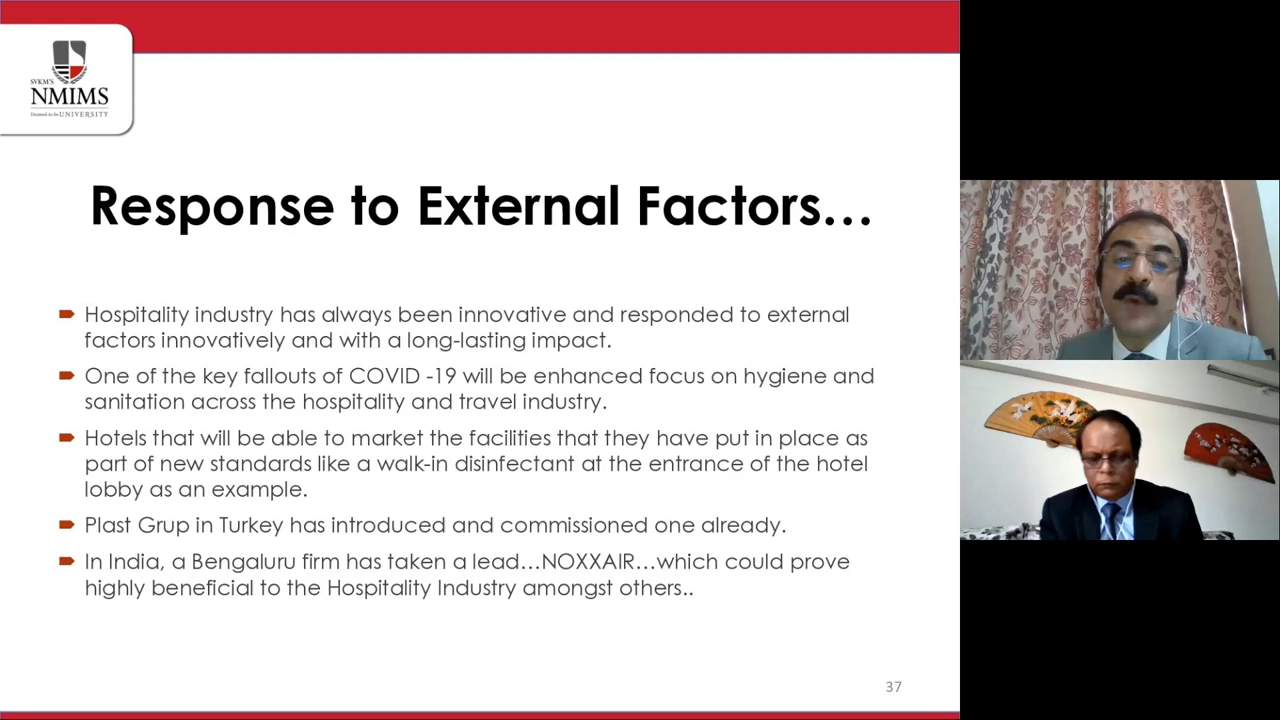 SVKM'S
NMIMS
Deemed to be UNIVERSITY
Response to External Factors...
Hospitality industry has always been innovative and responded to external
factors innovatively and with a long-lasting impact.
One of the key fallouts of COVID -19 will be enhanced focus on hygiene and
sanitation across the hospitality and travel industry.
Hotels that will be able to market the facilities that they have put in place as
part of new standards like a walk-in disinfectant at the entrance of the hotel
lobby as an example.
Plast Grup in Turkey has introduced and commissioned one already.
In India, a Bengaluru firm has taken a lead...NOXXAIR...which could prove
highly beneficial to the Hospitality Industry amongst others..
37